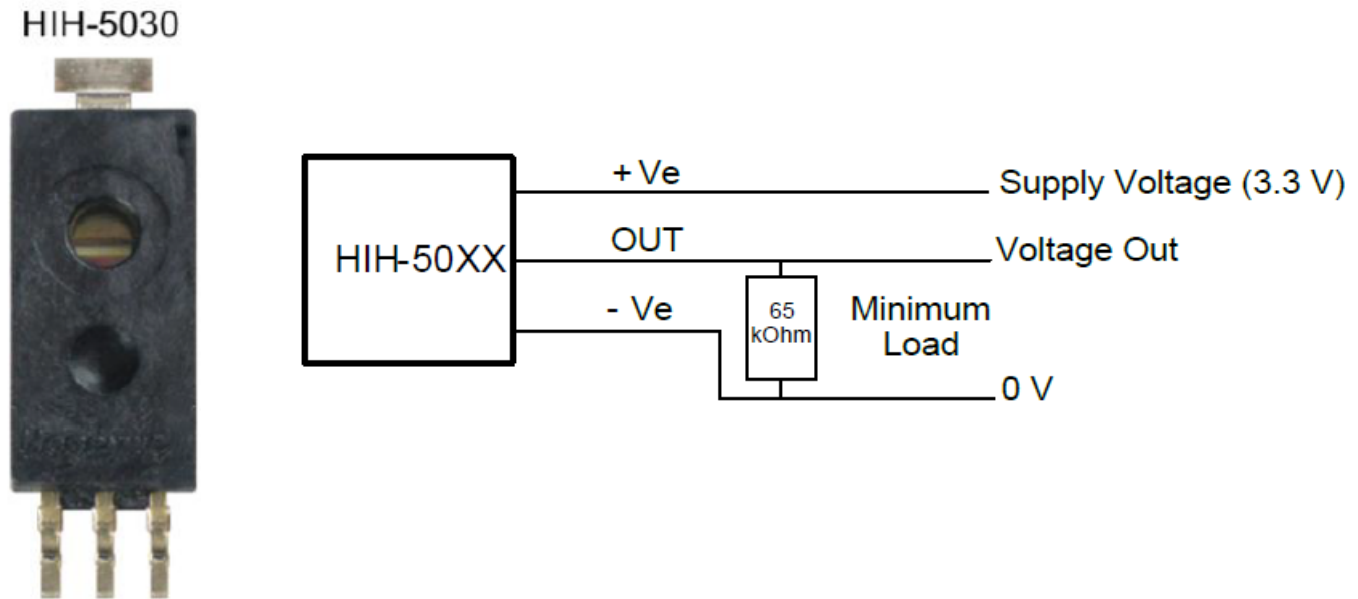 HIH-5030
+ Ve
Supply Voltage (3.3 V)
HIH-50XX
OUT
Voltage Out
- Ve
65
kOhm
Minimum
Load
0 V